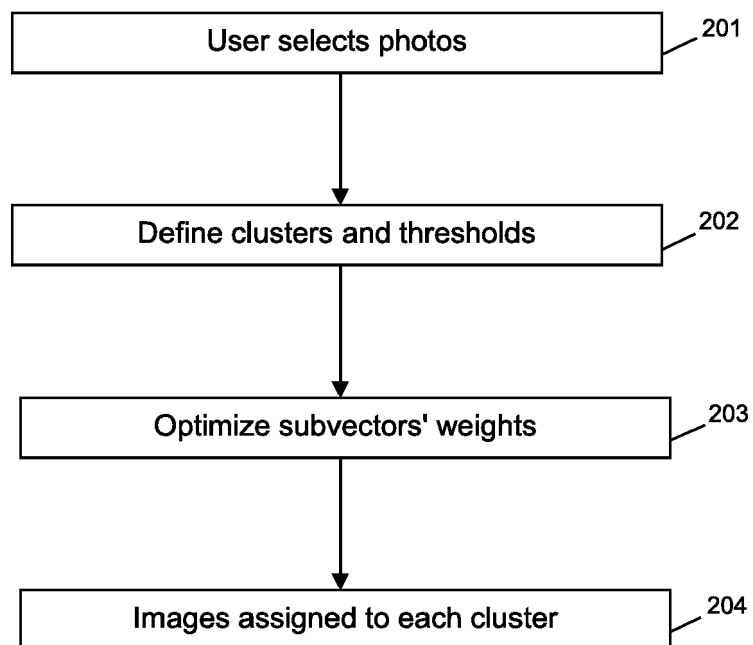 User selects photos
201
Define clusters and thresholds
202
Optimize subvectors' weights
203
Images assigned to each cluster
204